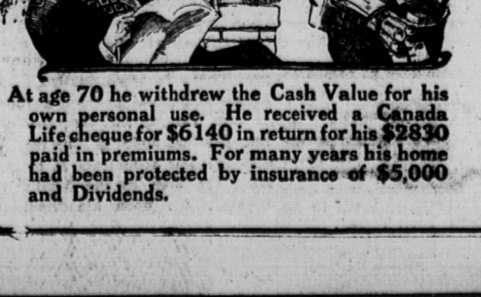 At age 70 he withdrew the Cash Value for his
own personal use. He received a Canada
Life cheque for $6140 in return for his $2830
paid in premiums. For many years his home
had been protected by insurance of $5,000
and Dividends.